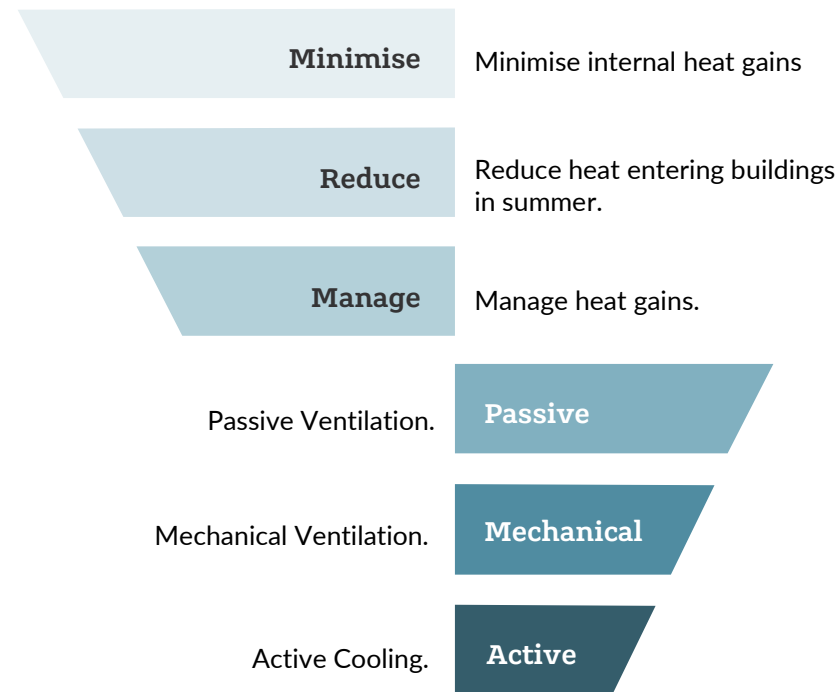 Minimise
Minimise internal heat gains
Reduce
Reduce heat entering buildings
in summer.
Manage
Manage heat gains.
Passive Ventilation.
Passive
Mechanical Ventilation.
Mechanical
Active Cooling.
Active